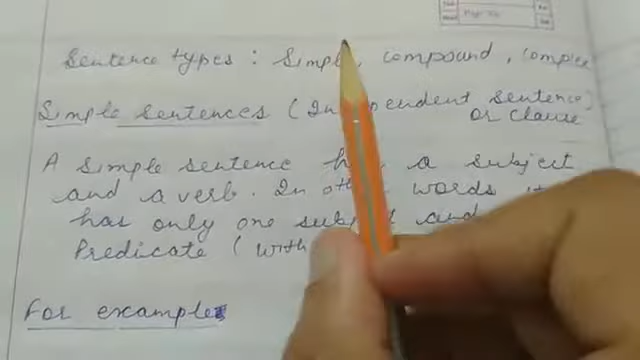 Sentence types : Simple, compound, complex
Simple sentences (Independent sentence)
or clause
A simple sentence has a subject
and a verb. In other words it
has only one subject and
Predicate (with
For example